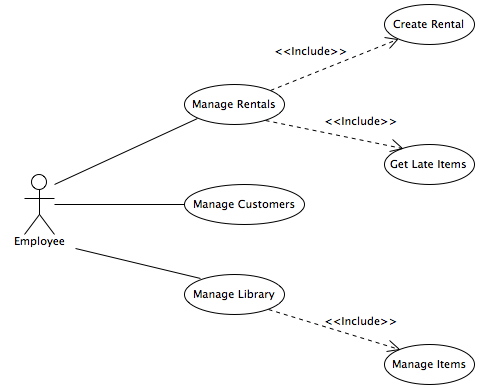 Create Rental
<<Include>>
Manage Rentals
<<Include>>
Get Late Items
Manage Customers
Employee
Manage Library
<<Include>>
Manage Items